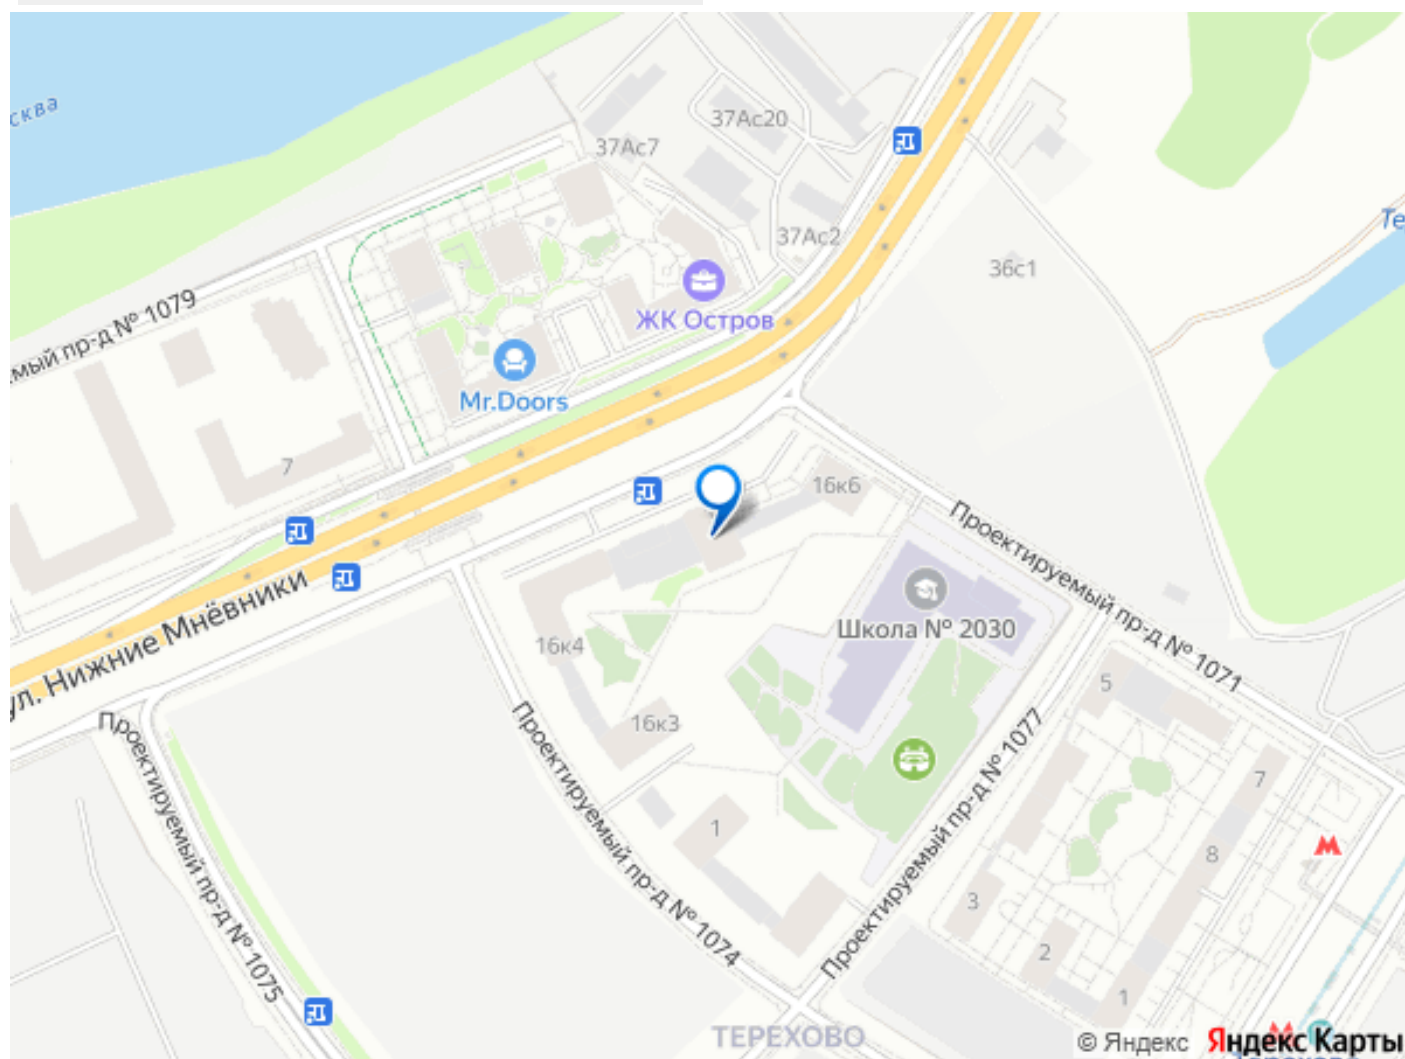 сква
37Ас20
37Ас7
37Ас2
Те
36с1
ЖК Остров
мый пр-д № 1079
Mr.Doors
7
16к6
Проектируемый пр-д № 1071
ул. Нижние Мнёвники
Школа № 2030
16к4
5
16к3
Проектируемый пр-д № 1075
Проектируемый пр-д № 1074
Проектируемый пр-д № 1077
7
1
8
3
2
1
ТЕРЕХОВО
© Яндекс Яндекс Карты